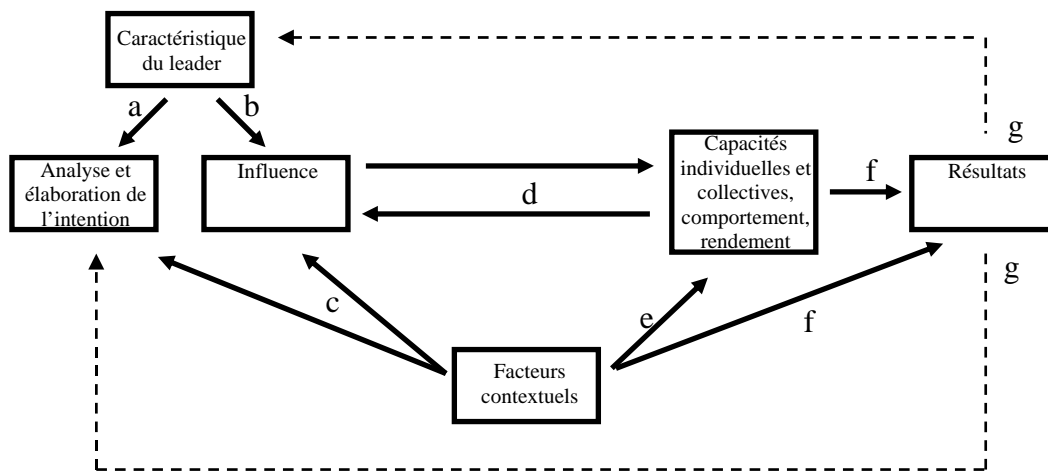 Caractéristique
du leader
a
b
g
Analyse et
élaboration de
l’intention
Influence
d
Capacités
individuelles et
collectives,
comportement,
rendement
f
Résultats
g
c
e
f
Facteurs
contextuels